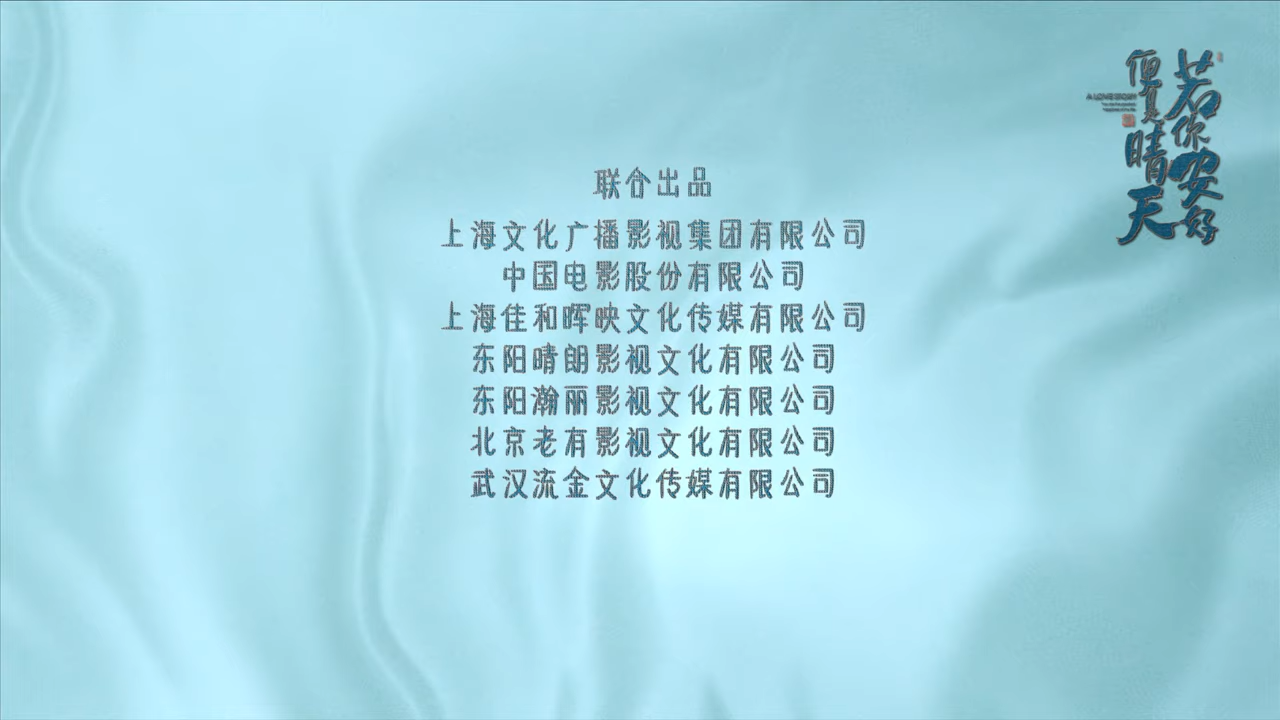 联合出品
上海文化广播影视集团有限公司
中国电影股份有限公司
上海佳和晖映文化传媒有限公司
东阳晴朗影视文化有限公司
东阳瀚丽影视文化有限公司
北京老有影视文化有限公司
武汉流金文化传媒有限公司
若你安好
便是晴天
A LOVE STORY